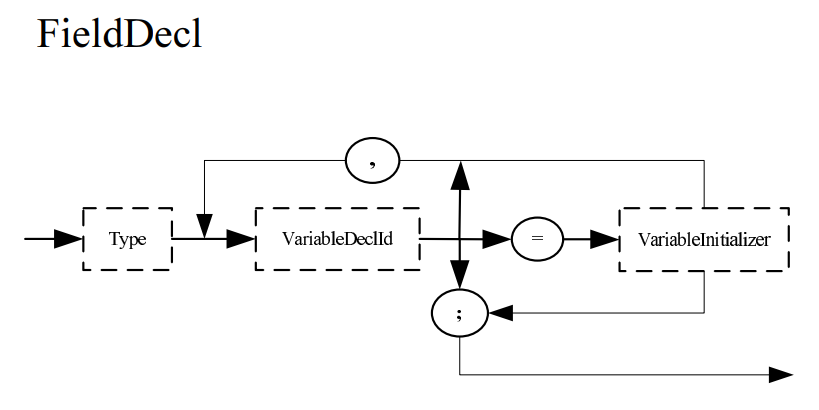 FieldDecl
,
Type
VariableDeclId
=
VariableInitializer
;